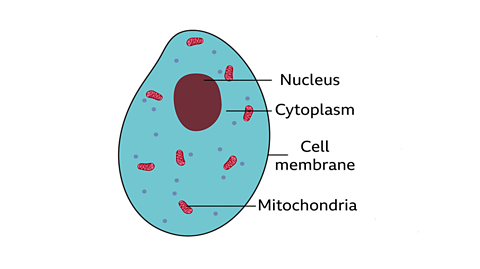 Nucleus
Cytoplasm
Cell
membrane
Mitochondria